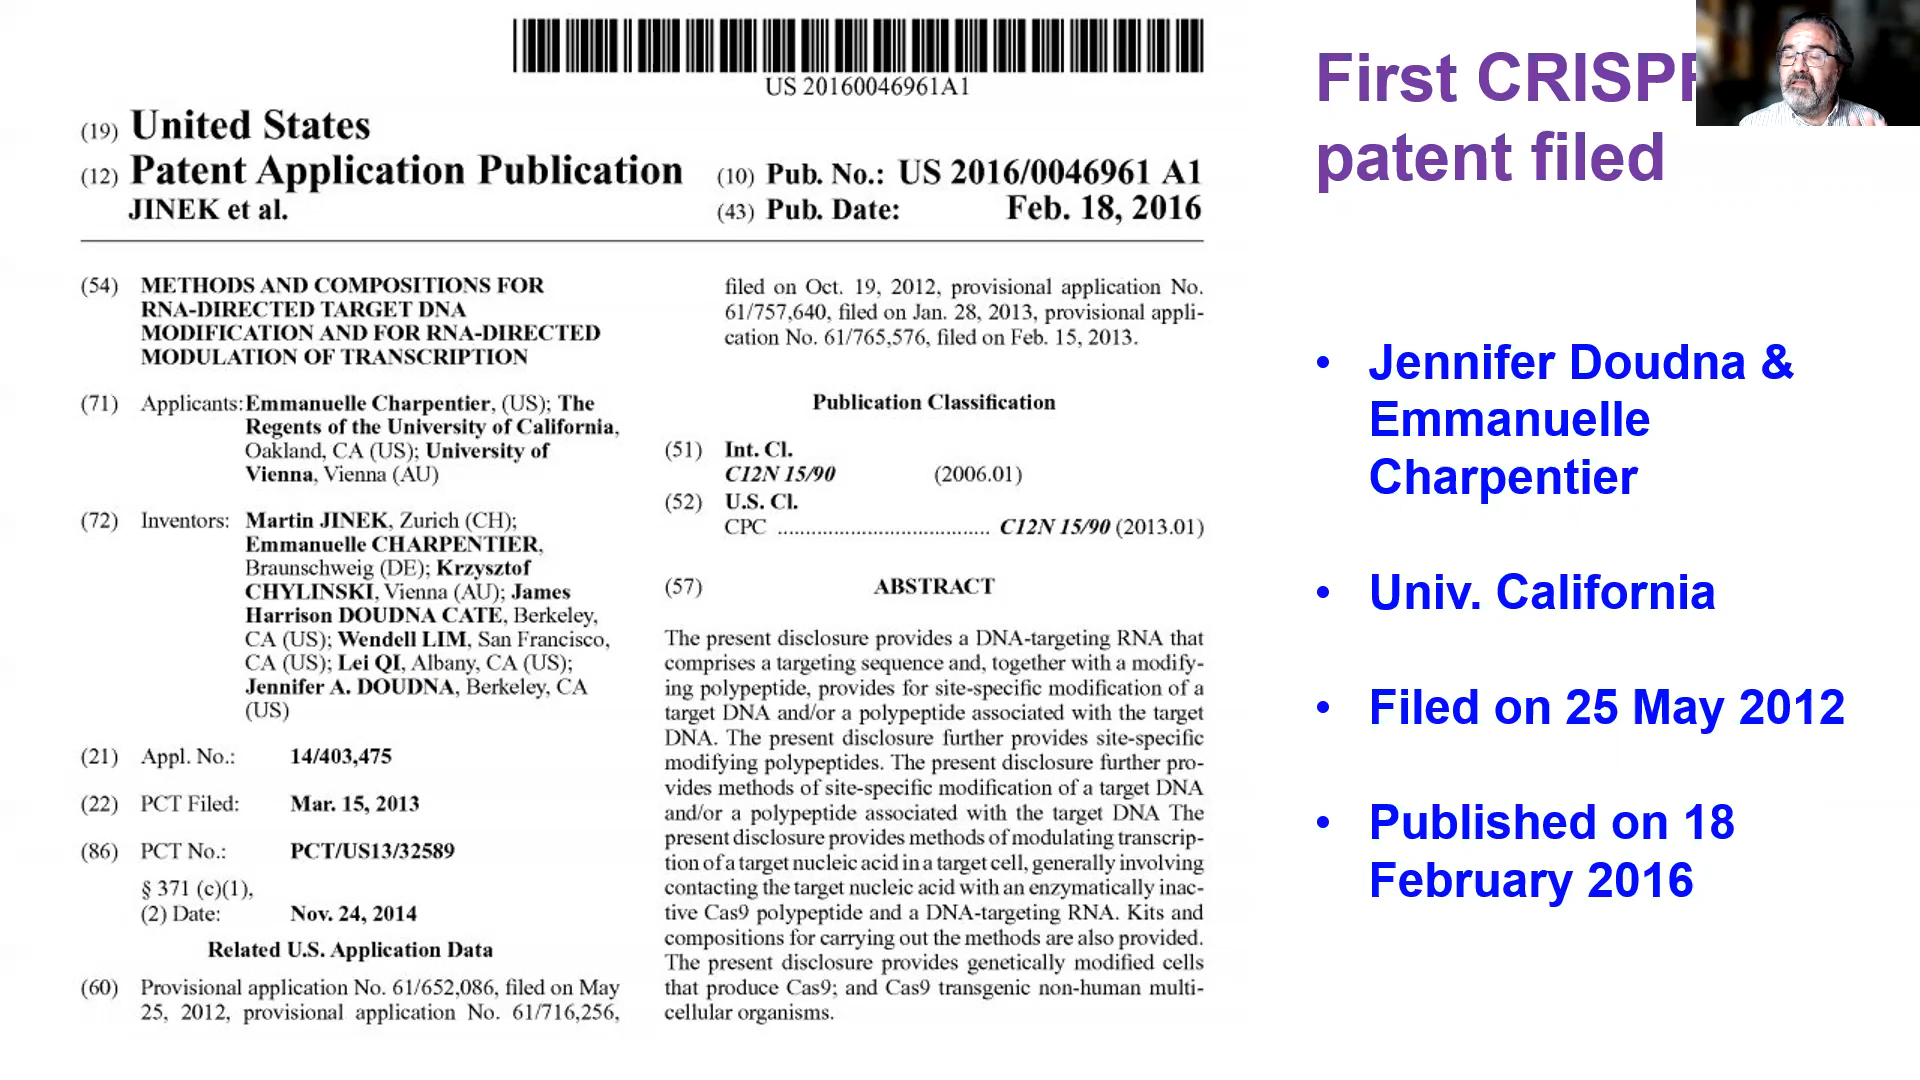 US 20160046961A1
(19) United States
(12) Patent Application Publication
JINEK et al.
(10) Pub. No.: US 2016/0046961 A1
(43) Pub. Date: Feb. 18, 2016
(54) METHODS AND COMPOSITIONS FOR
RNA-DIRECTED TARGET DNA
MODIFICATION AND FOR RNA-DIRECTED
MODULATION OF TRANSCRIPTION
(71) Applicants: Emmanuelle Charpentier, (US); The
Regents of the University of California,
Oakland, CA (US); University of
Vienna, Vienna (AU)
(72) Inventors: Martin JINEK, Zurich (CH);
Emmanuelle CHARPENTIER,
Braunschweig (DE); Krzysztof
CHYLINSKI, Vienna (AU); James
Harrison DOUDNA CATE, Berkeley,
CA (US); Wendell LIM, San Francisco,
CA (US); Lei QI, Albany, CA (US);
Jennifer A. DOUDNA, Berkeley, CA
(US)
(21) Appl. No.: 14/403,475
(22) PCT Filed: Mar. 15, 2013
(86) PCT No.: PCT/US13/32589
§ 371 (c)(1),
(2) Date: Nov. 24, 2014
Related U.S. Application Data
(60) Provisional application No. 61/652,086, filed on May
25, 2012, provisional application No. 61/716,256,
filed on Oct. 19, 2012, provisional application No.
61/757,640, filed on Jan. 28, 2013, provisional appli-
cation No. 61/765,576, filed on Feb. 15, 2013.
Publication Classification
(51) Int. Cl.
C12N 15/90 (2006.01)
(52) U.S. Cl.
CPC ..................................... C12N 15/90 (2013.01)
(57) ABSTRACT
The present disclosure provides a DNA-targeting RNA that
comprises a targeting sequence and, together with a modify-
ing polypeptide, provides for site-specific modification of a
target DNA and/or a polypeptide associated with the target
DNA. The present disclosure further provides site-specific
modifying polypeptides. The present disclosure further pro-
vides methods of site-specific modification of a target DNA
and/or a polypeptide associated with the target DNA The
present disclosure provides methods of modulating transcrip-
tion of a target nucleic acid in a target cell, generally involving
contacting the target nucleic acid with an enzymatically inac-
tive Cas9 polypeptide and a DNA-targeting RNA. Kits and
compositions for carrying out the methods are also provided.
The present disclosure provides genetically modified cells
that produce Cas9; and Cas9 transgenic non-human multi-
cellular organisms.
First CRISPR
patent filed
• Jennifer Doudna &
Emmanuelle
Charpentier
• Univ. California
• Filed on 25 May 2012
• Published on 18
February 2016